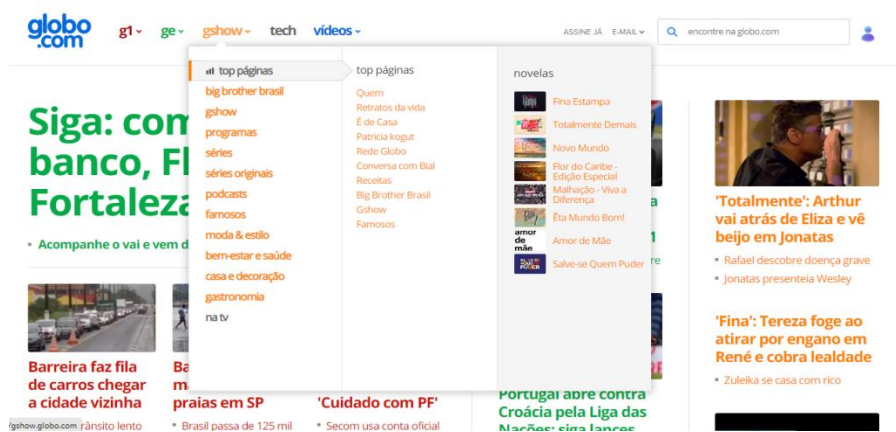 globo
.com
g1
ge
gshow
tech
vídeos
ASSINE JÁ
E-MAIL
encontre na globo.com
top páginas
big brother brasil
gshow
programas
séries
séries originais
podcasts
famosos
moda & estilo
bem-estar e saúde
casa e decoração
gastronomia
na tv
top páginas
Quem
Retratos da vida
É de Casa
Patricia kogut
Rede Globo
Conversa com Bial
Receitas
Big Brother Brasil
Gshow
Famosos
novelas
Fina Estampa
Totalmente Demais
Novo Mundo
Flor do Caribe -
Edição Especial
Malhação - Viva a
Diferença
Êta Mundo Bom!
amor
de
mãe
Amor de Mãe
Salve-se Quem Puder
Siga: com
banco, Fl
Fortaleza
Acompanhe o vai e vem d
Barreira faz fila
de carros chegar
a cidade vizinha
rânsito lento
gshow.globo.com
Ba
m
praias em SP
Brasil passa de 125 mil
'Cuidado com PF'
Secom usa conta oficial
a
1
re
Portugal abre contra
Croácia pela Liga das
Nações; siga lances
'Totalmente': Arthur
vai atrás de Eliza e vê
beijo em Jonatas
Rafael descobre doença grave
Jonatas presenteia Wesley
'Fina': Tereza foge ao
atirar por engano em
René e cobra lealdade
Zuleika se casa com rico